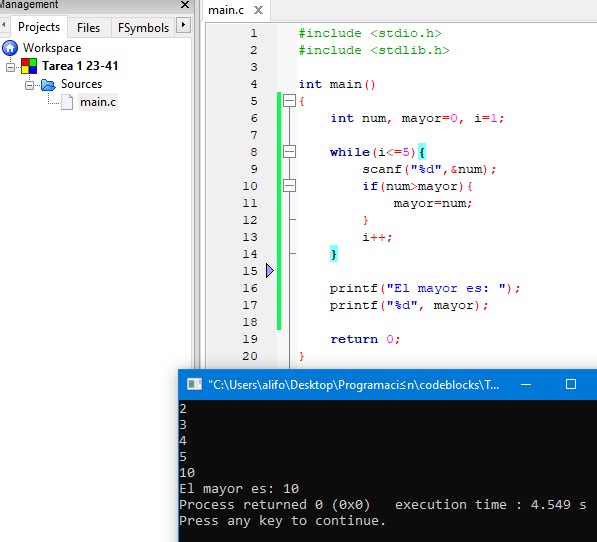 Management
main.c
Projects Files FSymbols
Workspace
Tarea 1 23-41
Sources
main.c
1 #include <stdio.h>
2 #include <stdlib.h>
3
4 int main()
5 {
6 int num, mayor=0, i=1;
7
8 while(i<=5){
9 scanf("%d",&num);
10 if(num>mayor){
11 mayor=num;
12 }
13 i++;
14 }
15
16 printf("El mayor es: ");
17 printf("%d", mayor);
18
19 return 0;
20 }
"C:\Users\alifo\Desktop\Programaci≤n\codeblocks\T...
2
3
4
5
10
El mayor es: 10
Process returned 0 (0x0) execution time : 4.549 s
Press any key to continue.